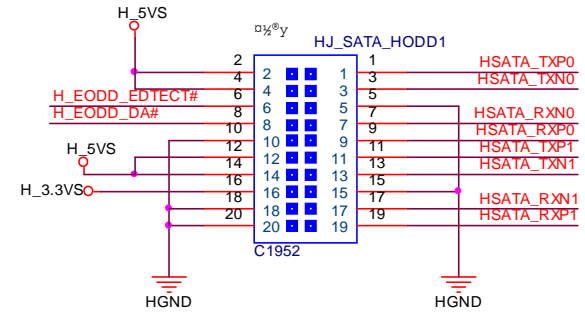 H_5VS
¤½®y
HJ_SATA_HODD1
2 1 HSATA_TXP0
2 1
4 3 HSATA_TXN0
4 3
H_EODD_EDTECT# 6 5
6 5
H_EODD_DA# 8 7 HSATA_RXN0
8 7
10 9 HSATA_RXP0
10 9
H_5VS 12 11 HSATA_TXP1
12 11
14 13 HSATA_TXN1
14 13
H_3.3VS 16 15
16 15
18 17 HSATA_RXN1
18 17
20 19 HSATA_RXP1
20 19
C1952
HGND HGND